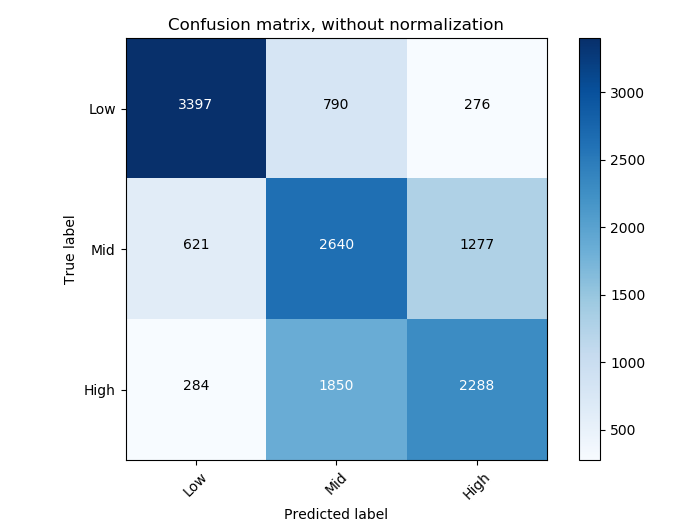 Confusion matrix, without normalization
Low 3397 790 276
Mid 621 2640 1277
High 284 1850 2288
Low Mid High
True label
Predicted label
3000
2500
2000
1500
1000
500